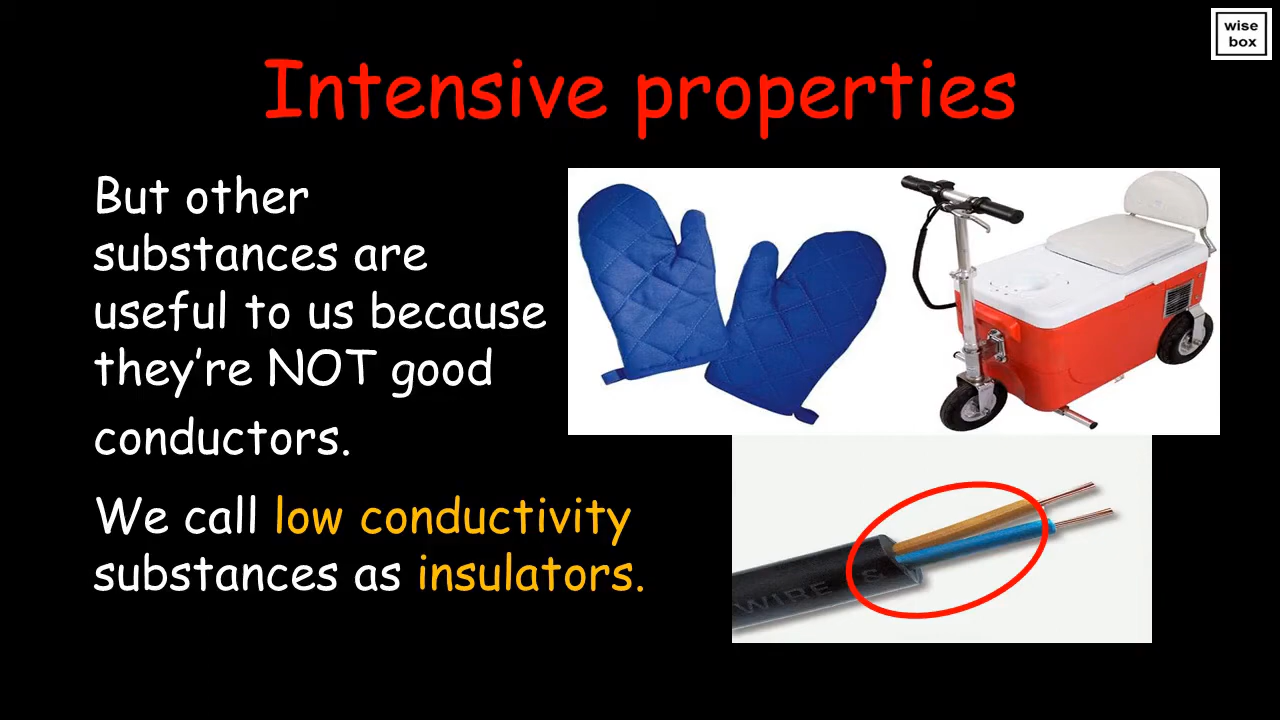 wise
box
Intensive properties
But other
substances are
useful to us because
they’re NOT good
conductors.
We call low conductivity
substances as insulators.
WIRE &